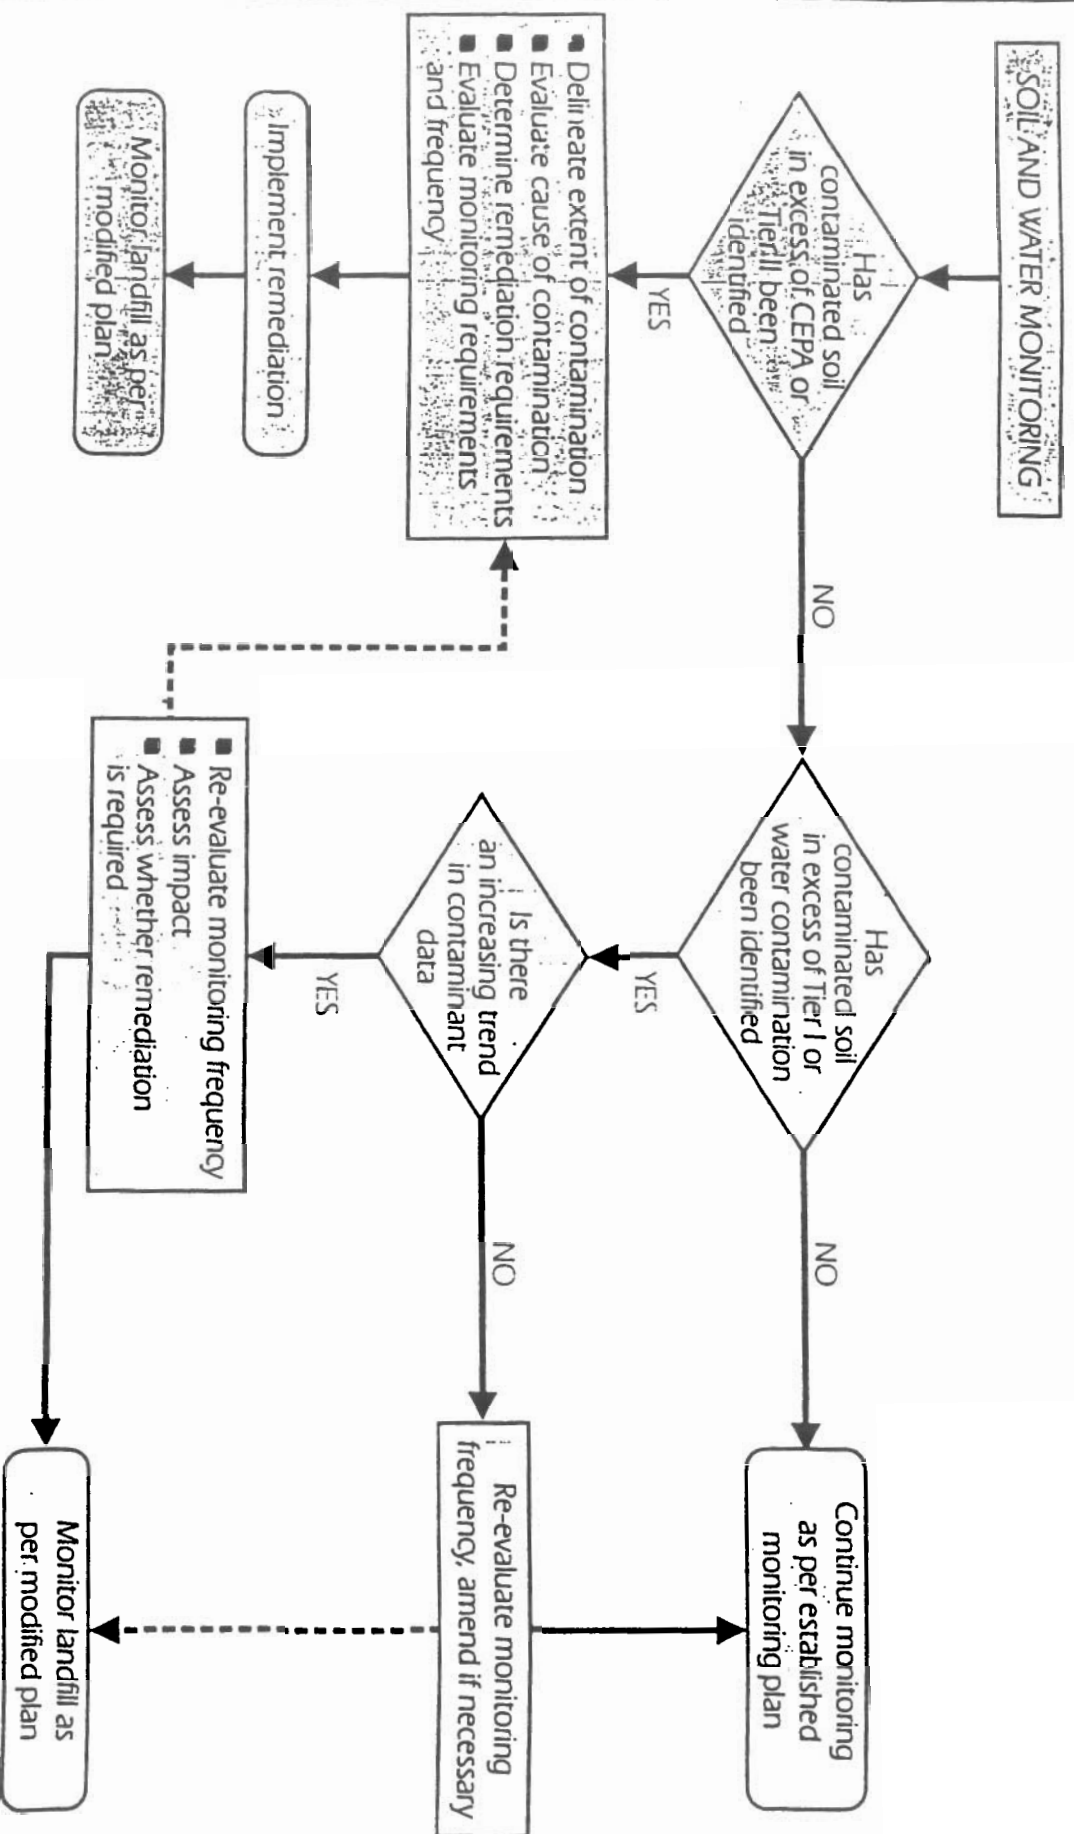 SOIL AND WATER MONITORING
Has
contaminated soil
in excess of CEPA or
Tier II been
identified
NO
YES
Has
contaminated soil
in excess of Tier I or
water contamination
been identified
NO
YES
Continue monitoring
as per established
monitoring plan
■ Delineate extent of contamination
■ Evaluate cause of contamination
■ Determine remediation requirements
■ Evaluate monitoring requirements
and frequency
Is there
an increasing trend
in contaminant
data
NO
YES
Re-evaluate monitoring
frequency, amend if necessary
Implement remediation
■ Re-evaluate monitoring frequency
■ Assess impact
■ Assess whether remediation
is required
Monitor landfill as per
modified plan
Monitor landfill as
per modified plan